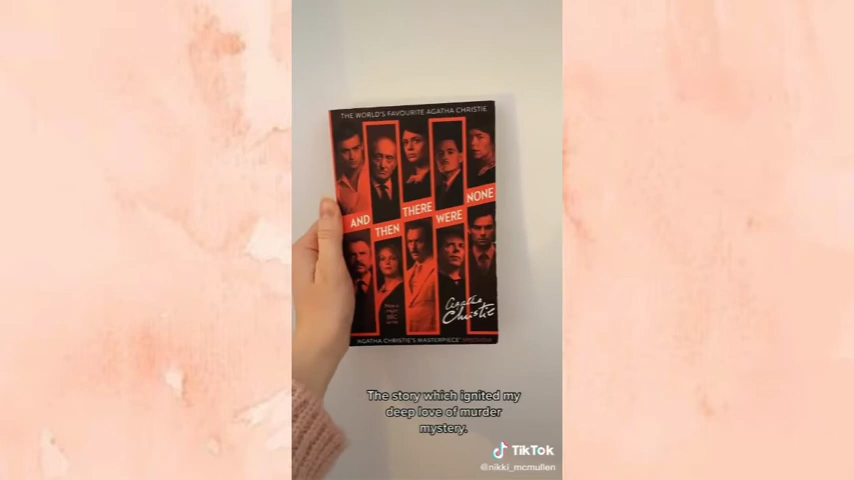 THE WORLD'S FAVOURITE AGATHA CHRISTIE
AND THEN THERE WERE NONE
Agatha
Christie
'AGATHA CHRISTIE'S MASTERPIECE'
The story which ignited my
deep love of murder
mystery.
TikTok
@nikki_mcmullen